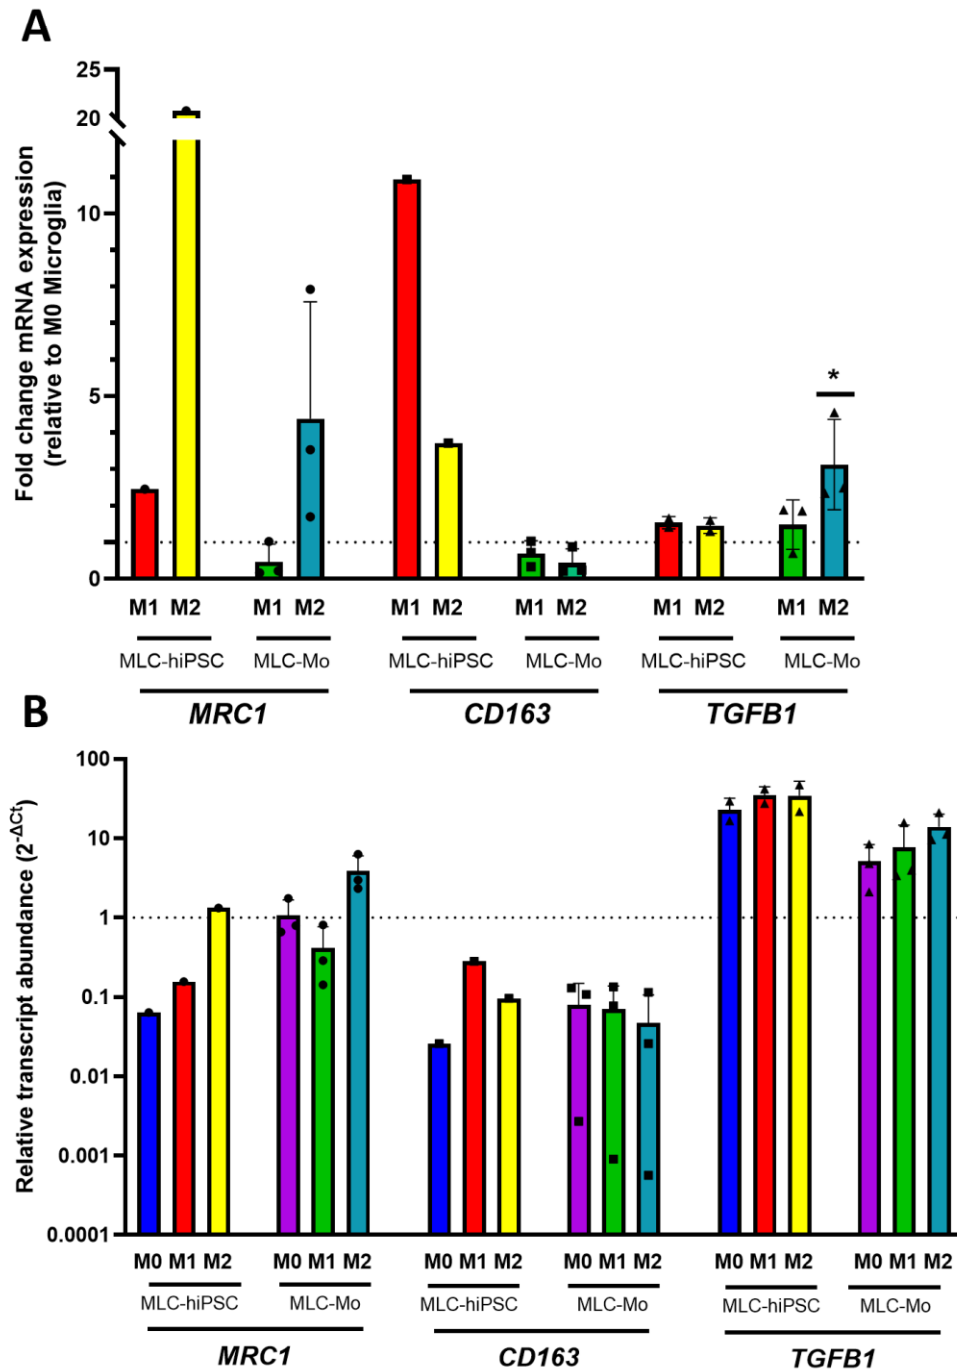 A
Fold change mRNA expression
(relative to M0 Microglia)
25
20
10
5
0
*
M1 M2 M1 M2 M1 M2 M1 M2 M1 M2 M1 M2
MLC-hiPSC MLC-Mo MLC-hiPSC MLC-Mo MLC-hiPSC MLC-Mo
MRC1 CD163 TGFB1
B
Relative transcript abundance (2^-ΔCt)
100
10
1
0.1
0.01
0.001
0.0001
M0 M1 M2 M0 M1 M2 M0 M1 M2 M0 M1 M2 M0 M1 M2 M0 M1 M2
MLC-hiPSC MLC-Mo MLC-hiPSC MLC-Mo MLC-hiPSC MLC-Mo
MRC1 CD163 TGFB1